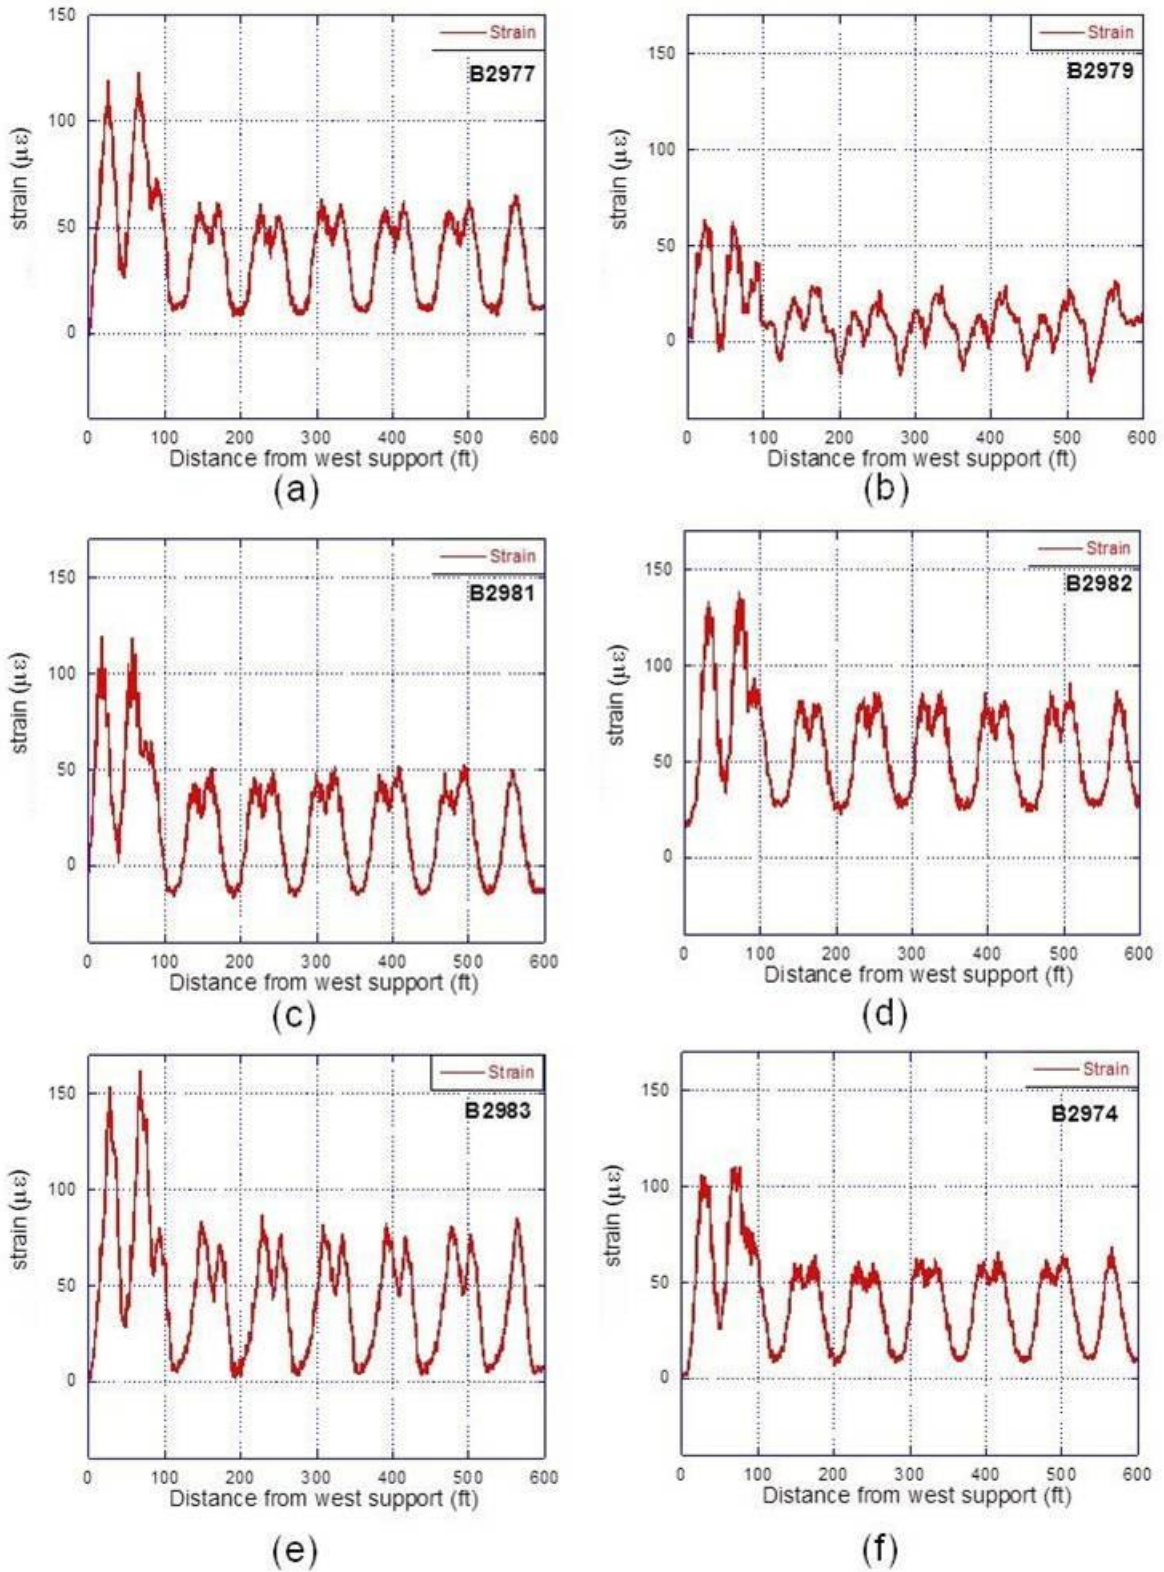 150
100
50
0
strain (με)
Strain
B2977
0 100 200 300 400 500 600
Distance from west support (ft)
(a)
150
100
50
0
strain (με)
Strain
B2979
0 100 200 300 400 500 600
Distance from west support (ft)
(b)
150
100
50
0
strain (με)
Strain
B2981
0 100 200 300 400 500 600
Distance from west support (ft)
(c)
150
100
50
0
strain (με)
Strain
B2982
0 100 200 300 400 500 600
Distance from west support (ft)
(d)
150
100
50
0
strain (με)
Strain
B2983
0 100 200 300 400 500 600
Distance from west support (ft)
(e)
150
100
50
0
strain (με)
Strain
B2974
0 100 200 300 400 500 600
Distance from west support (ft)
(f)